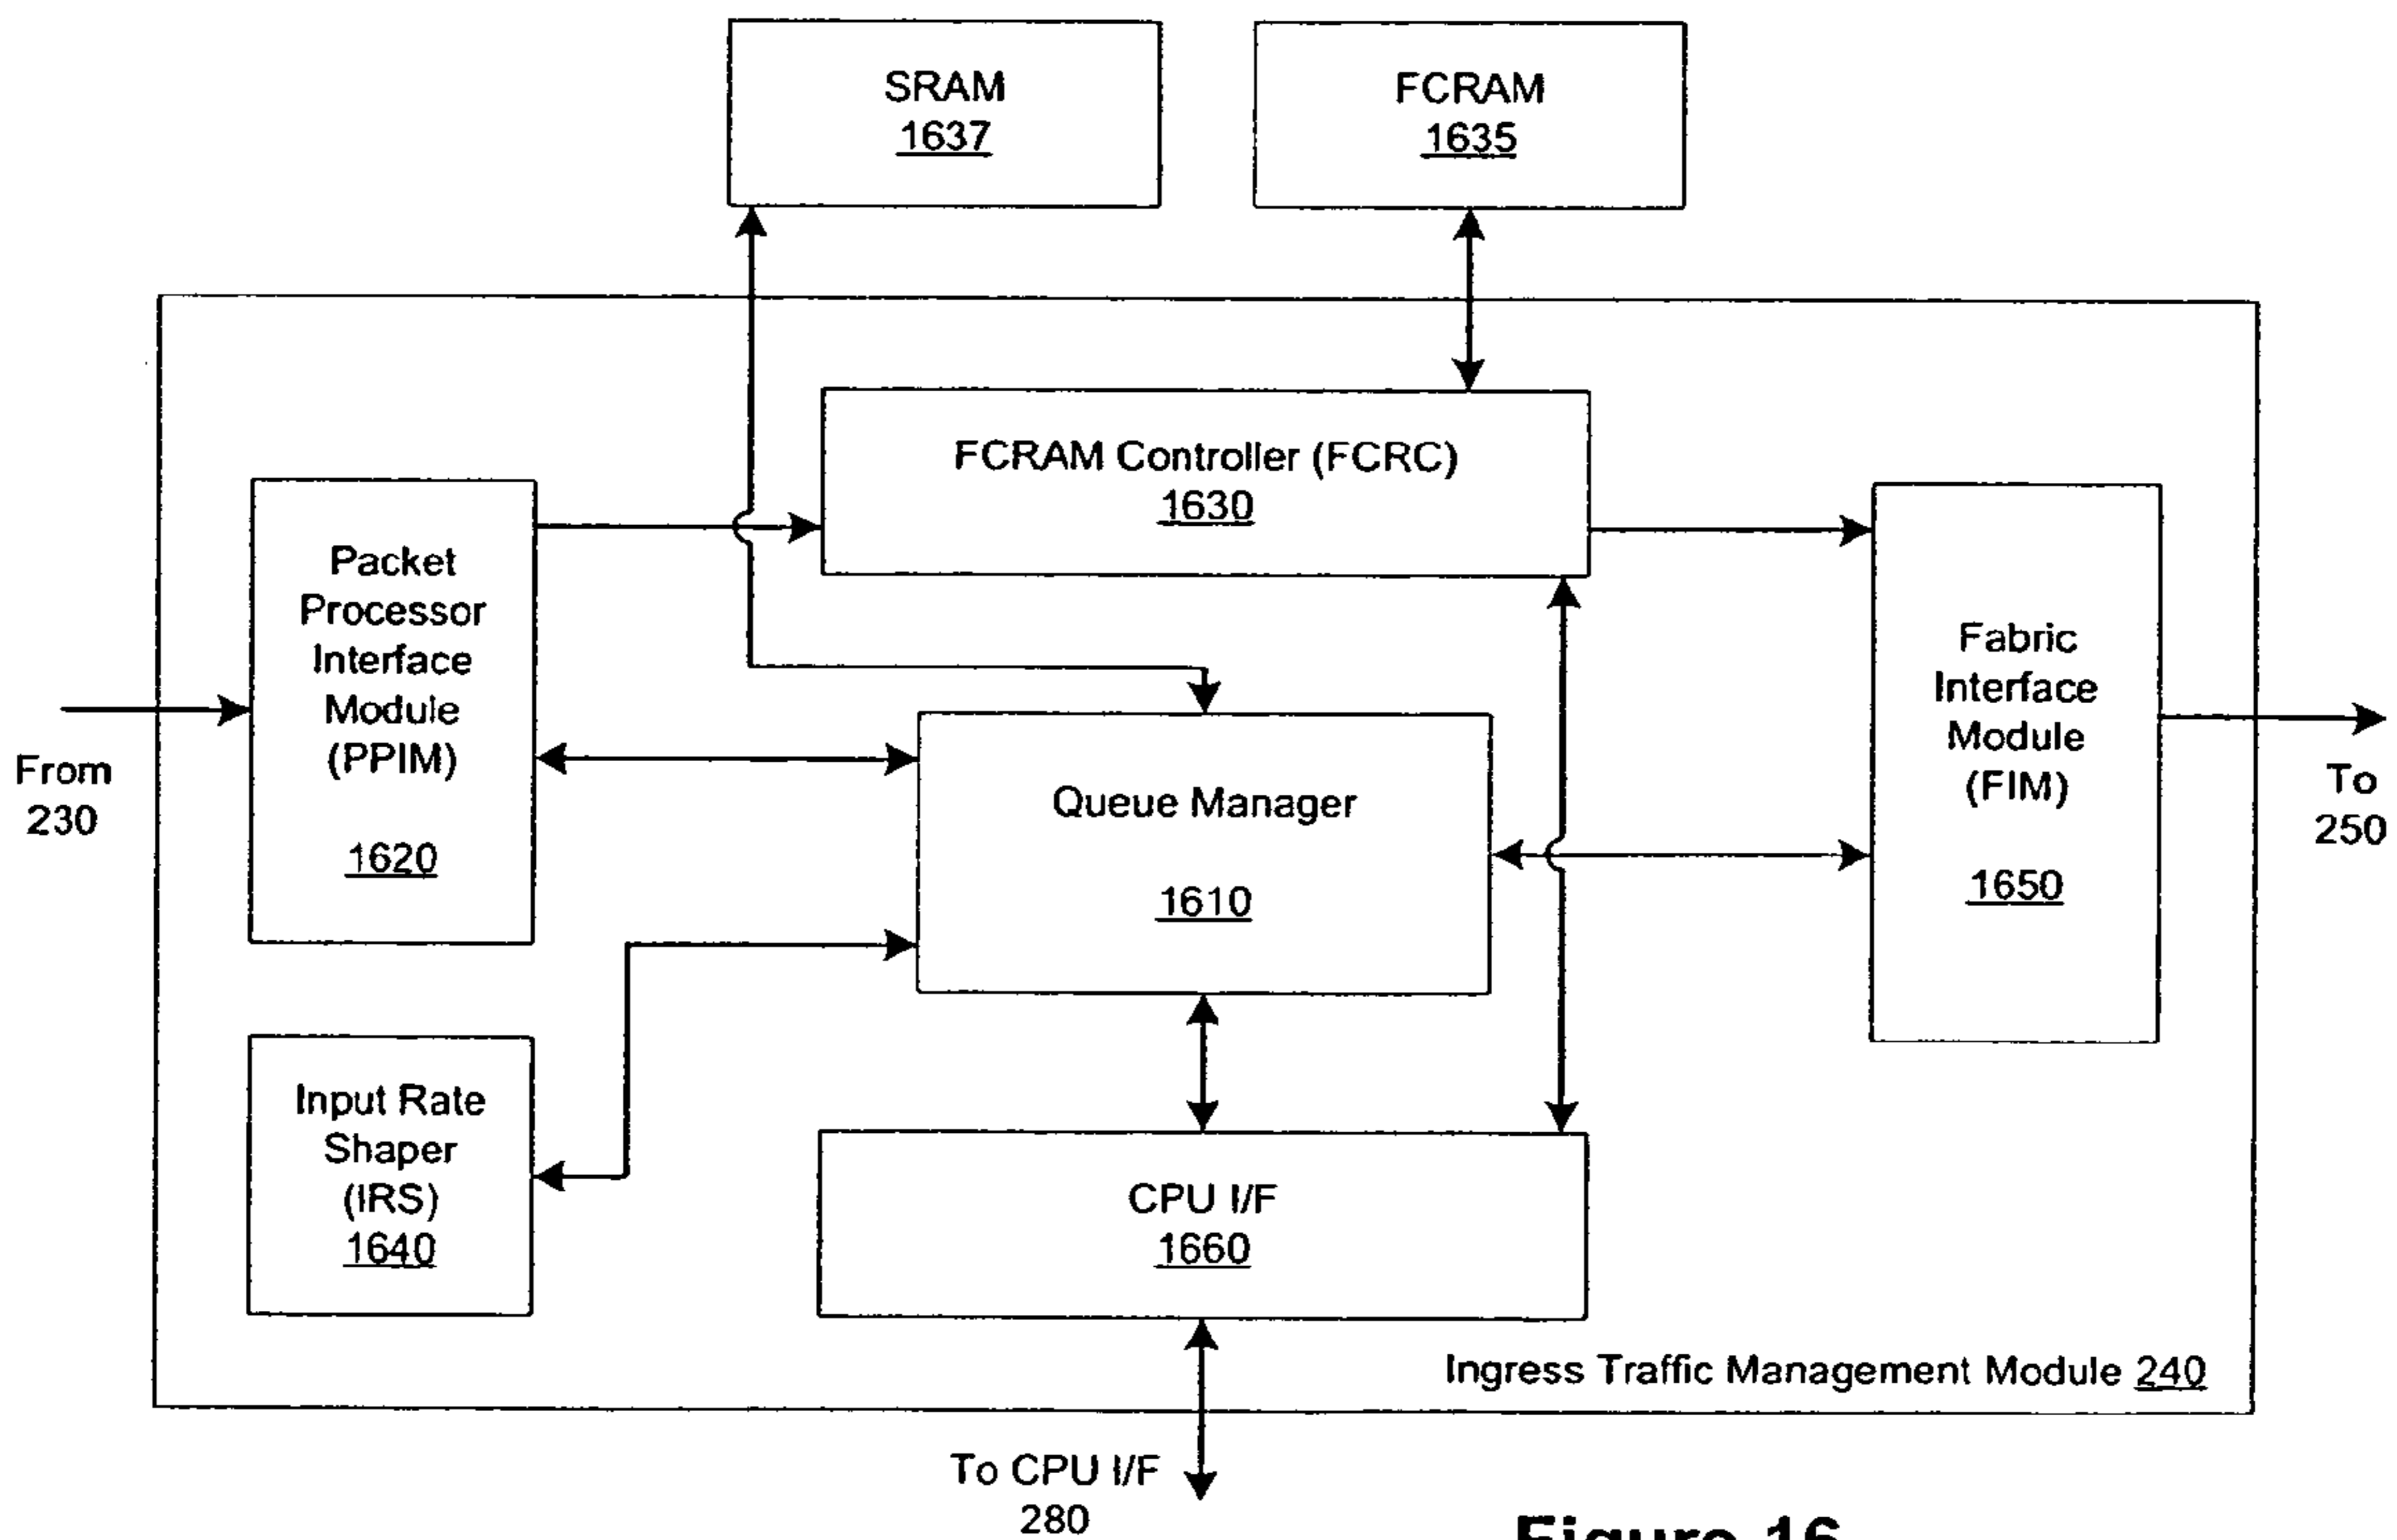 SRAM
1637
FCRAM
1635
FCRAM Controller (FCRC)
1630
Packet
Processor
Interface
Module
(PPIM)
1620
Fabric
Interface
Module
(FIM)
1650
From
230
To
250
Queue Manager
1610
Input Rate
Shaper
(IRS)
1640
CPU I/F
1660
Ingress Traffic Management Module 240
To CPU I/F
280
Figure 16